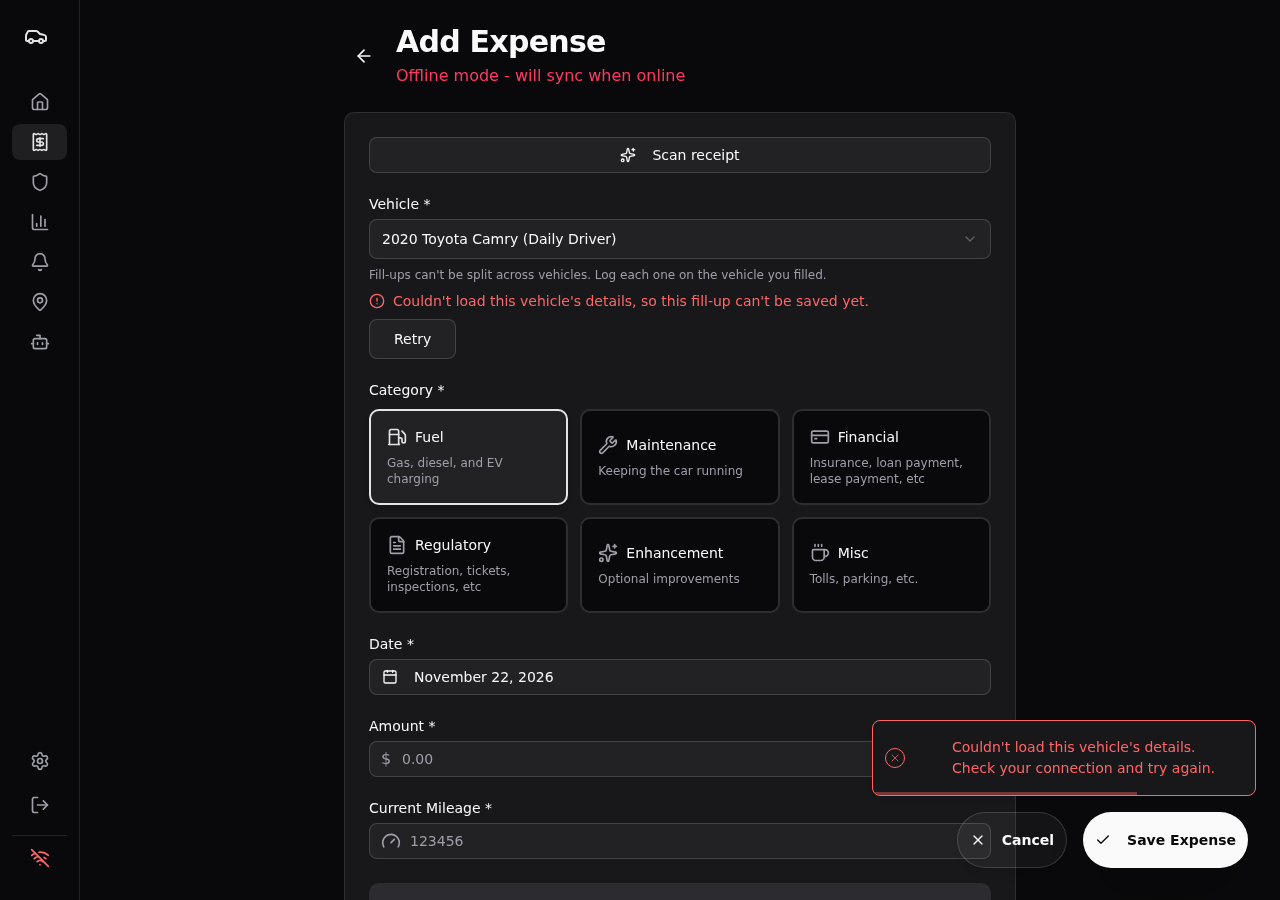 Add Expense
Offline mode - will sync when online
Scan receipt
Vehicle *
2020 Toyota Camry (Daily Driver)
Fill-ups can't be split across vehicles. Log each one on the vehicle you filled.
Couldn't load this vehicle's details, so this fill-up can't be saved yet.
Retry
Category *
Fuel
Gas, diesel, and EV
charging
Maintenance
Keeping the car running
Financial
Insurance, loan payment,
lease payment, etc
Regulatory
Registration, tickets,
inspections, etc
Enhancement
Optional improvements
Misc
Tolls, parking, etc.
Date *
November 22, 2026
Amount *
$ 0.00
Couldn't load this vehicle's details.
Check your connection and try again.
Current Mileage *
123456
Cancel
Save Expense